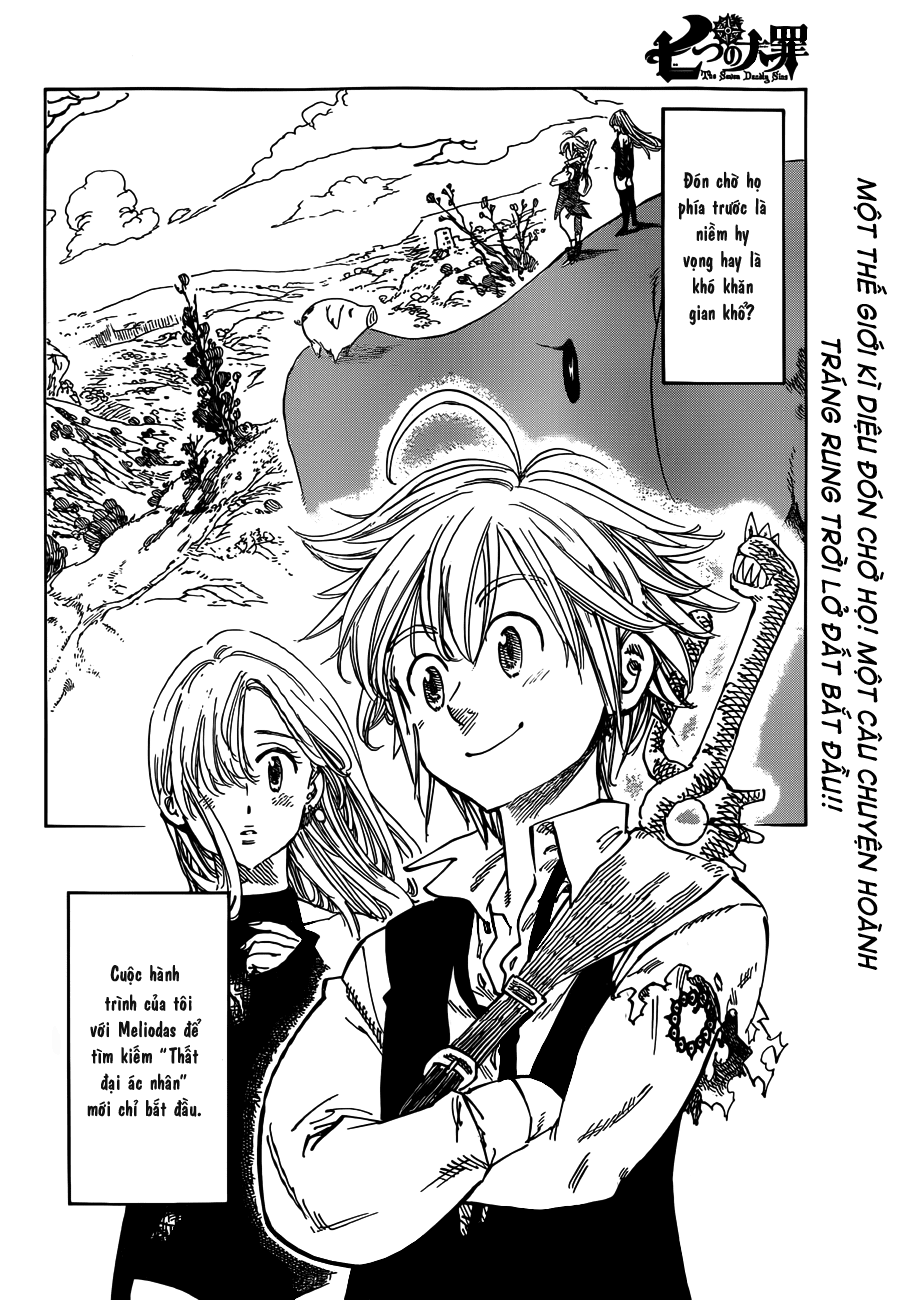 七つの大罪
The Seven Deadly Sins
MỘT THẾ GIỚI KÌ DIỆU ĐÓN CHỜ HỌ! MỘT CÂU CHUYỆN HOÀNH
TRÁNG RUNG TRỜI LỞ ĐẤT BẮT ĐẦU!!
Đón chờ họ
phía trước là
niềm hy
vọng hay là
khó khăn
gian khổ?
Cuộc hành
trình của tôi
với Meliodas để
tìm kiếm "Thất
đại ác nhân"
mới chỉ bắt đầu.